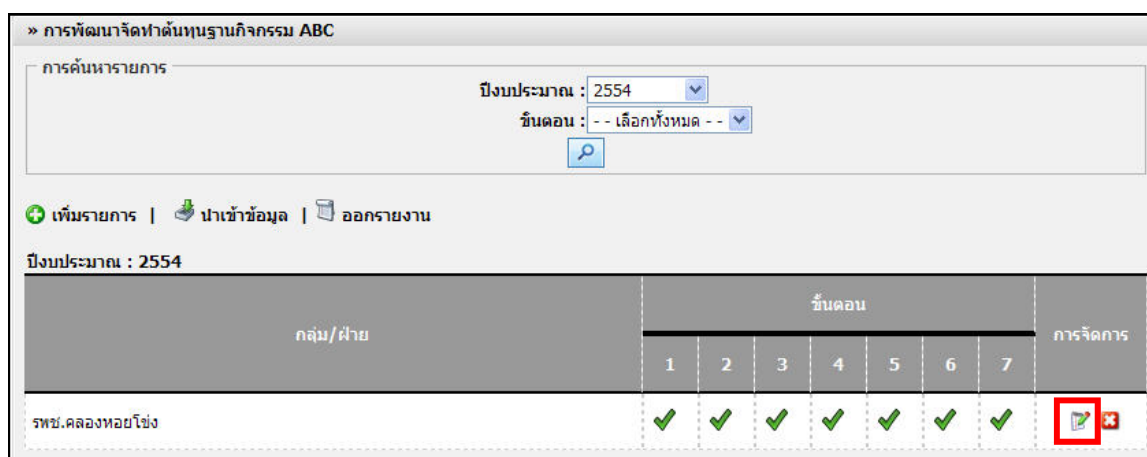 » การพัฒนาจัดทำต้นทุนฐานกิจกรรม ABC
การค้นหารายการ
ปีงบประมาณ : 2554
ขั้นตอน : - - เลือกทั้งหมด - -
เพิ่มรายการ | นำเข้าข้อมูล | ออกรายงาน
ปีงบประมาณ : 2554
กลุ่ม/ฝ่าย ขั้นตอน การจัดการ
1 2 3 4 5 6 7
รพช.คลองหอยโข่ง